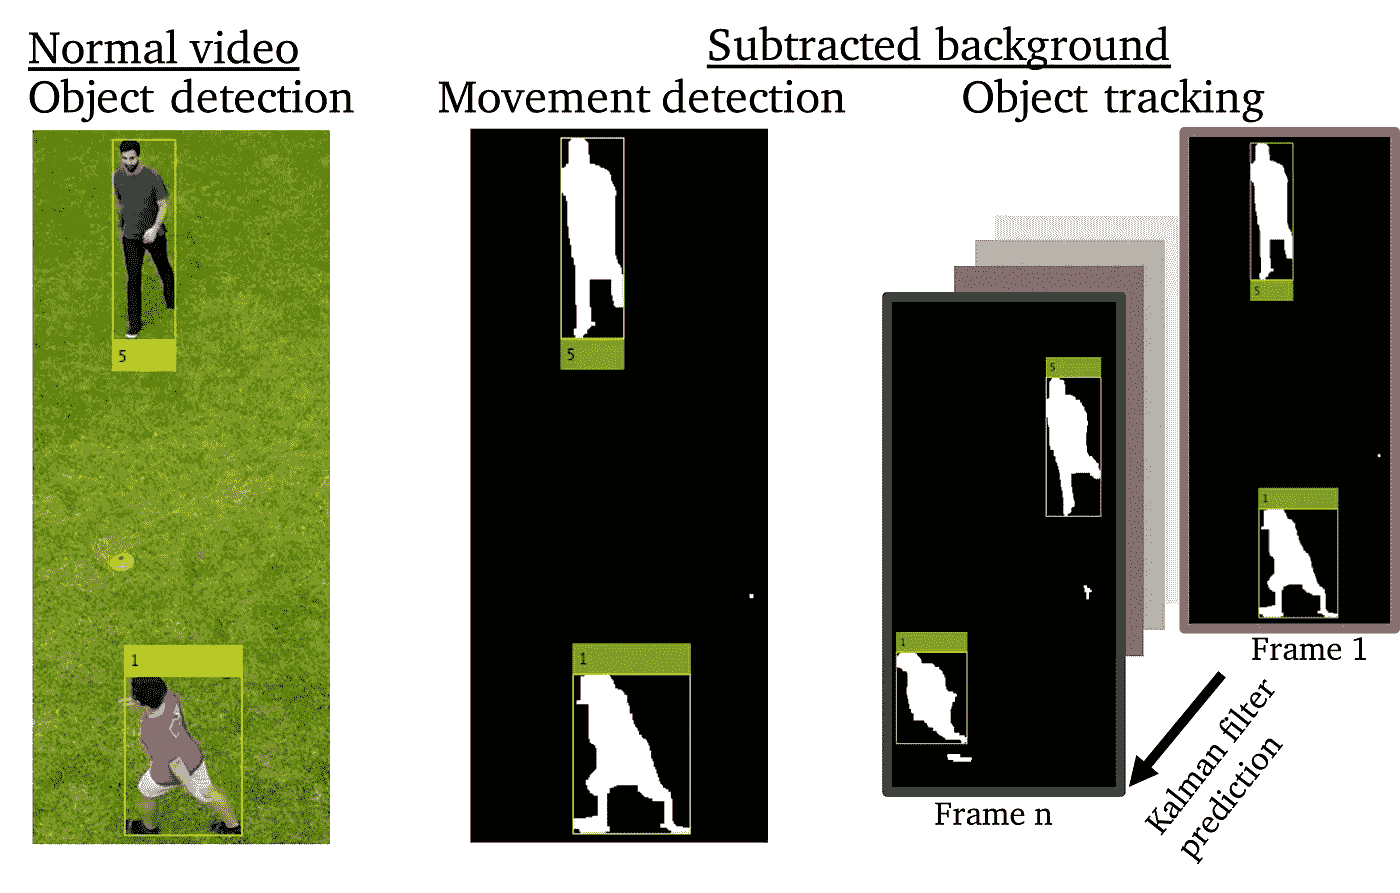 Normal video
Subtracted background
Object detection
Movement detection
Object tracking
5
1
5
1
5
1
5
1
Frame 1
Kalman filter
prediction
Frame n